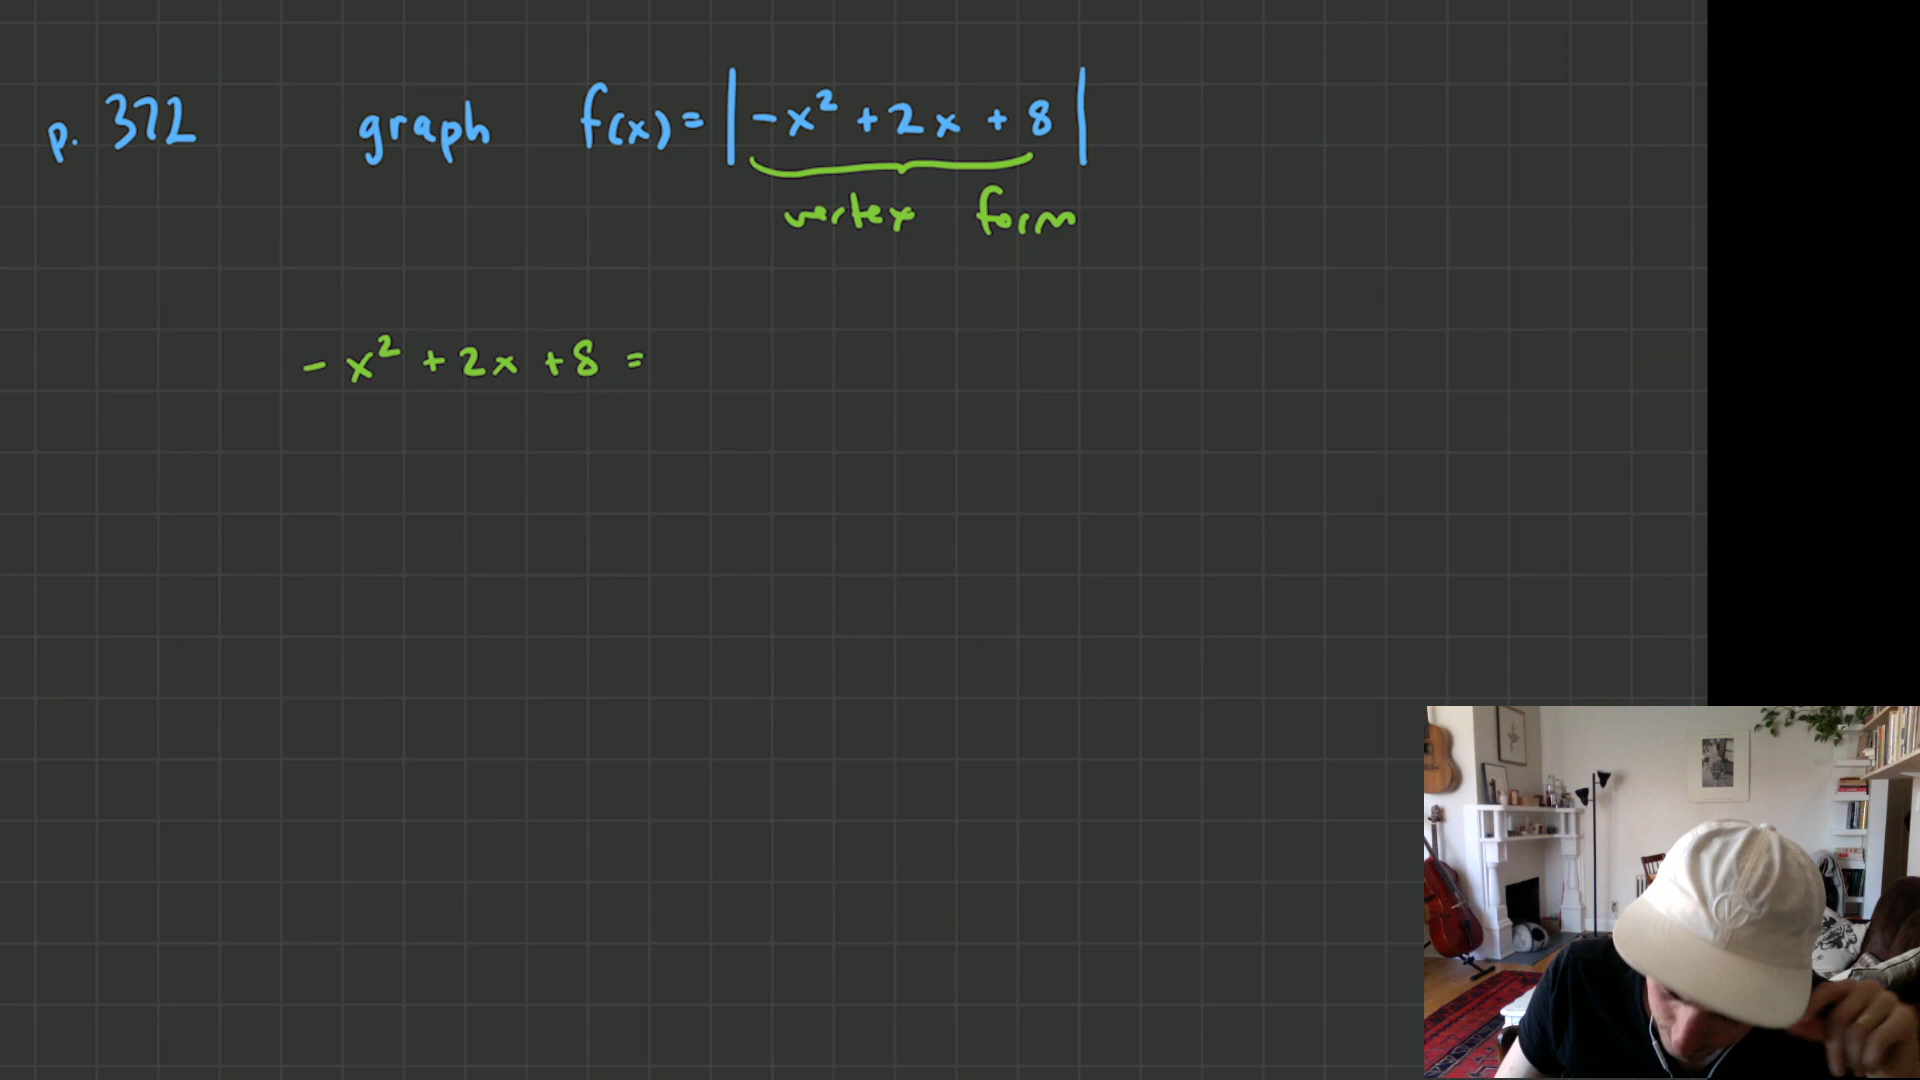 p. 372 graph f(x) = | -x² + 2x + 8 |
vertex form
-x² + 2x + 8 =